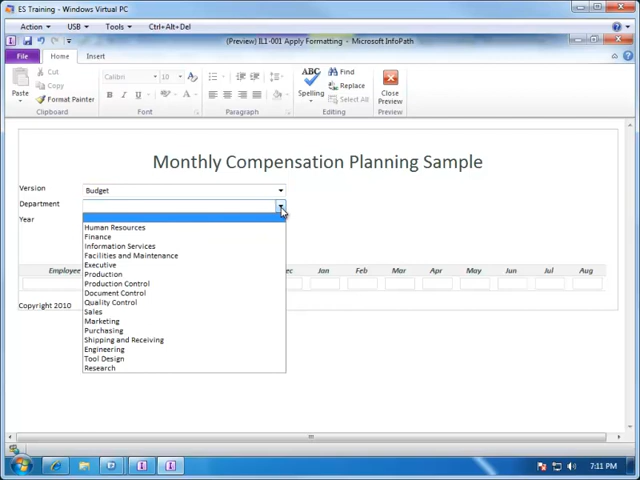 ES Training - Windows Virtual PC
Action USB Tools Ctrl+Alt+Del
(Preview) IL1-001 Apply Formatting - Microsoft InfoPath
File Home Insert
Cut
Copy
Paste
Format Painter
Clipboard
Calibri 10
B I U
Font
Paragraph
ABC
Spelling
Find
Replace
Select All
Editing
Close Preview
Preview
Monthly Compensation Planning Sample
Version Budget
Department
Year
Human Resources
Finance
Information Services
Facilities and Maintenance
Executive
Production
Production Control
Document Control
Quality Control
Sales
Marketing
Purchasing
Shipping and Receiving
Engineering
Tool Design
Research
Employee Dec Jan Feb Mar Apr May Jun Jul Aug
Copyright 2010
7:11 PM